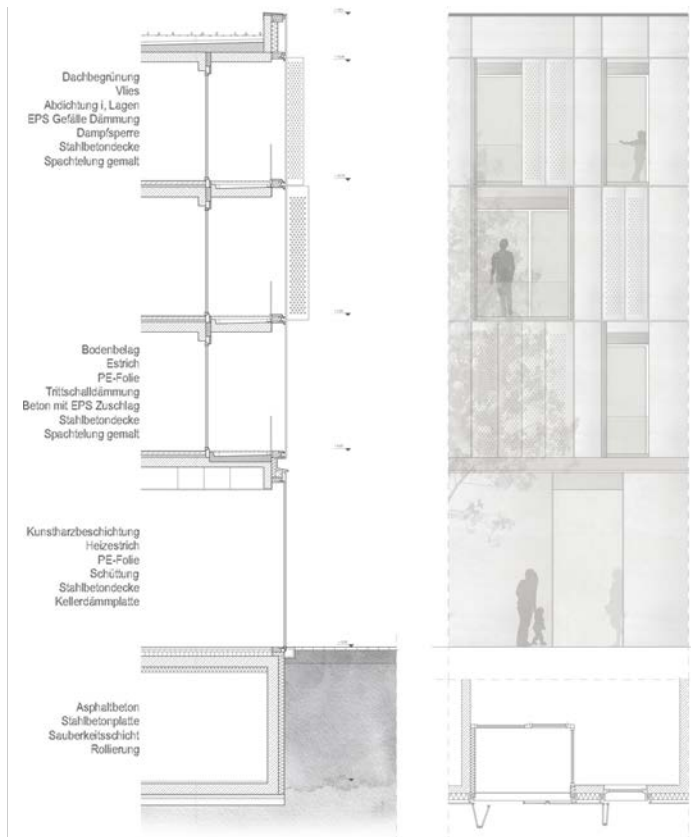 Dachbegrünung
Vlies
Abdichtung i, Lagen
EPS Gefälle Dämmung
Dampfsperre
Stahlbetondecke
Spachtelung gemalt
Bodenbelag
Estrich
PE-Folie
Trittschalldämmung
Beton mit EPS Zuschlag
Stahlbetondecke
Spachtelung gemalt
Kunstharzbeschichtung
Heizestrich
PE-Folie
Schüttung
Stahlbetondecke
Kellerdämmplatte
Asphaltbeton
Stahlbetonplatte
Sauberkeitsschicht
Rollierung